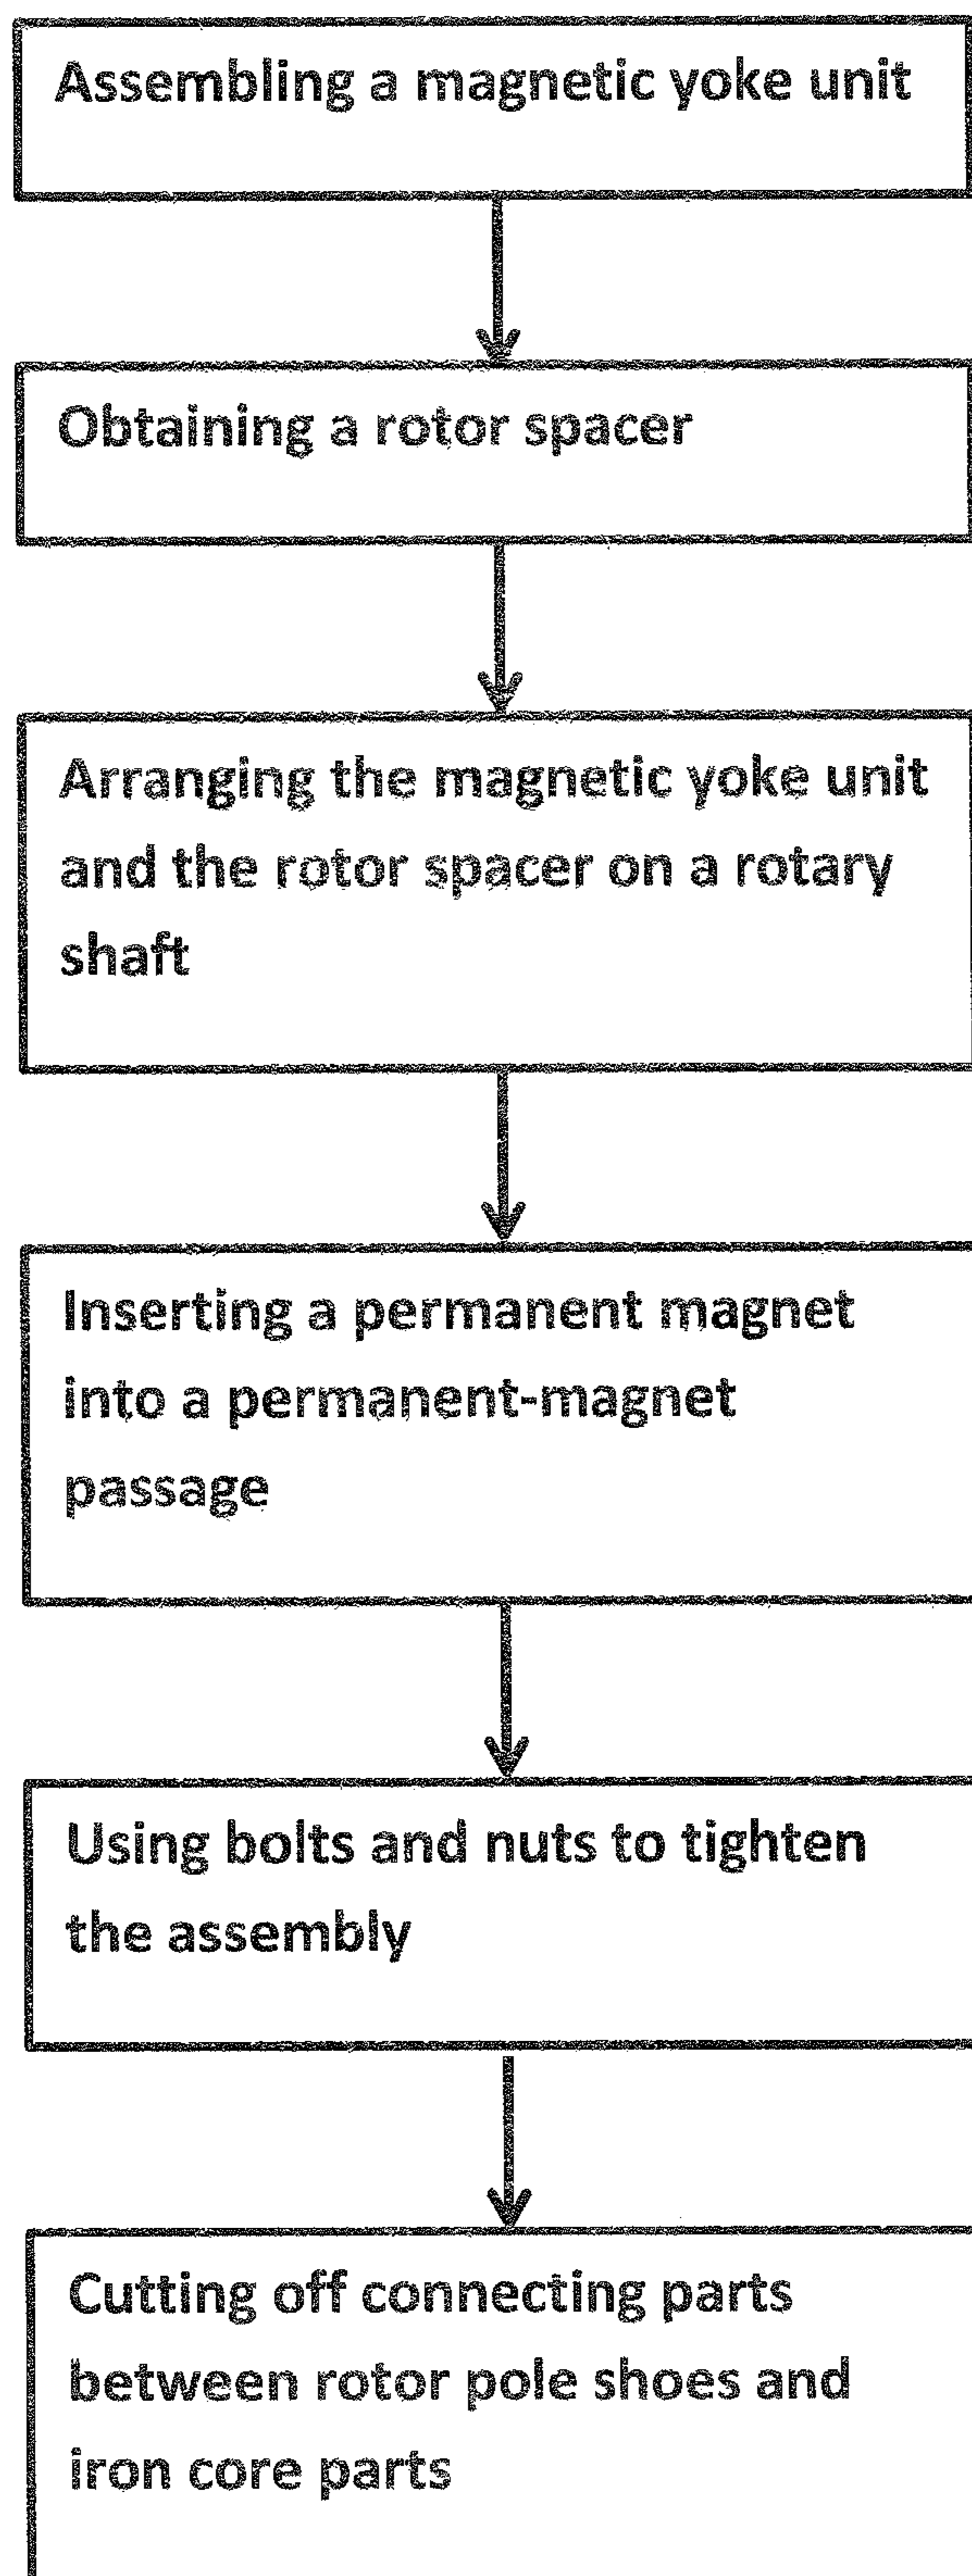 Assembling a magnetic yoke unit
Obtaining a rotor spacer
Arranging the magnetic yoke unit
and the rotor spacer on a rotary
shaft
Inserting a permanent magnet
into a permanent-magnet
passage
Using bolts and nuts to tighten
the assembly
Cutting off connecting parts
between rotor pole shoes and
iron core parts